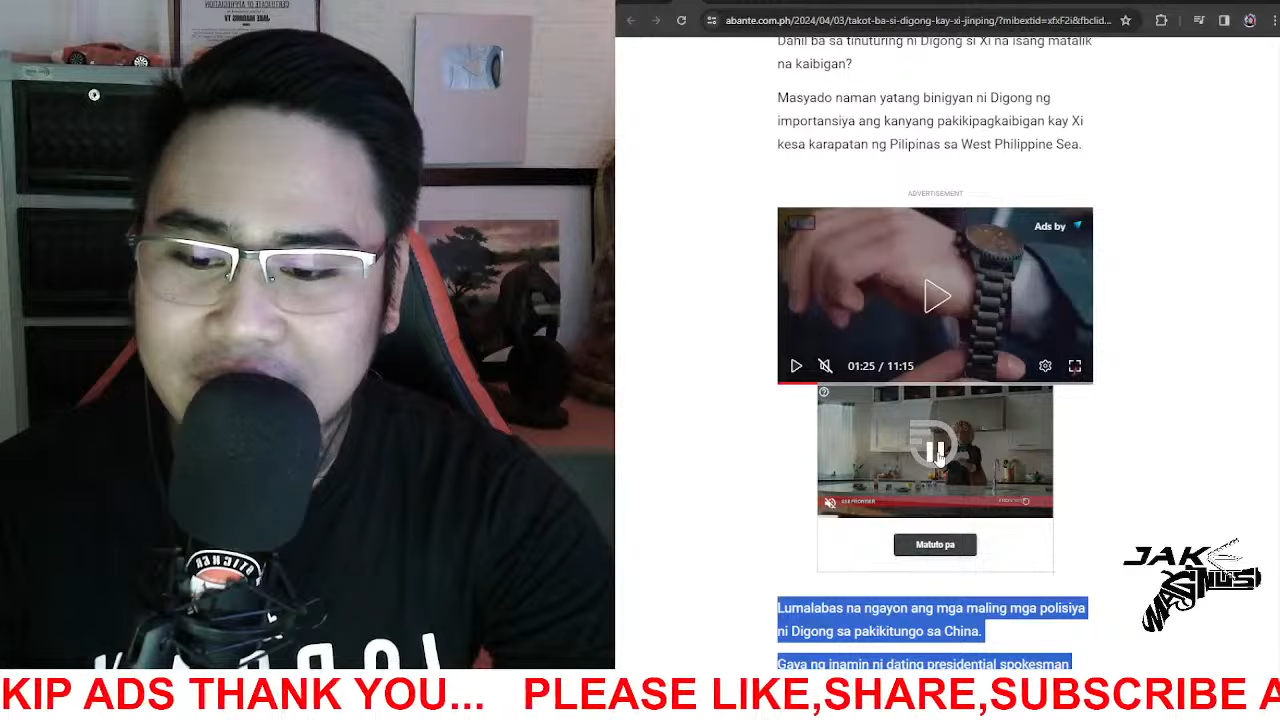 abante.com.ph/2024/04/03/takot-ba-si-digong-kay-xi-jinping/?mibextid=xfxF2i8fbclid...
Dahil ba sa tinuturing ni Digong si Xi na isang matalik
na kaibigan?
Masyado naman yatang binigyan ni Digong ng
importansiya ang kanyang pakikipagkaibigan kay Xi
kesa karapatan ng Pilipinas sa West Philippine Sea.
ADVERTISEMENT
Ads by
01:25 / 11:15
Matuto pa
Lumalabas na ngayon ang mga maling mga polisiya
ni Digong sa pakikitungo sa China.
Gaya ng inamin ni dating presidential spokesman
JAK
MAGNUS
KIP ADS THANK YOU... PLEASE LIKE,SHARE,SUBSCRIBE A